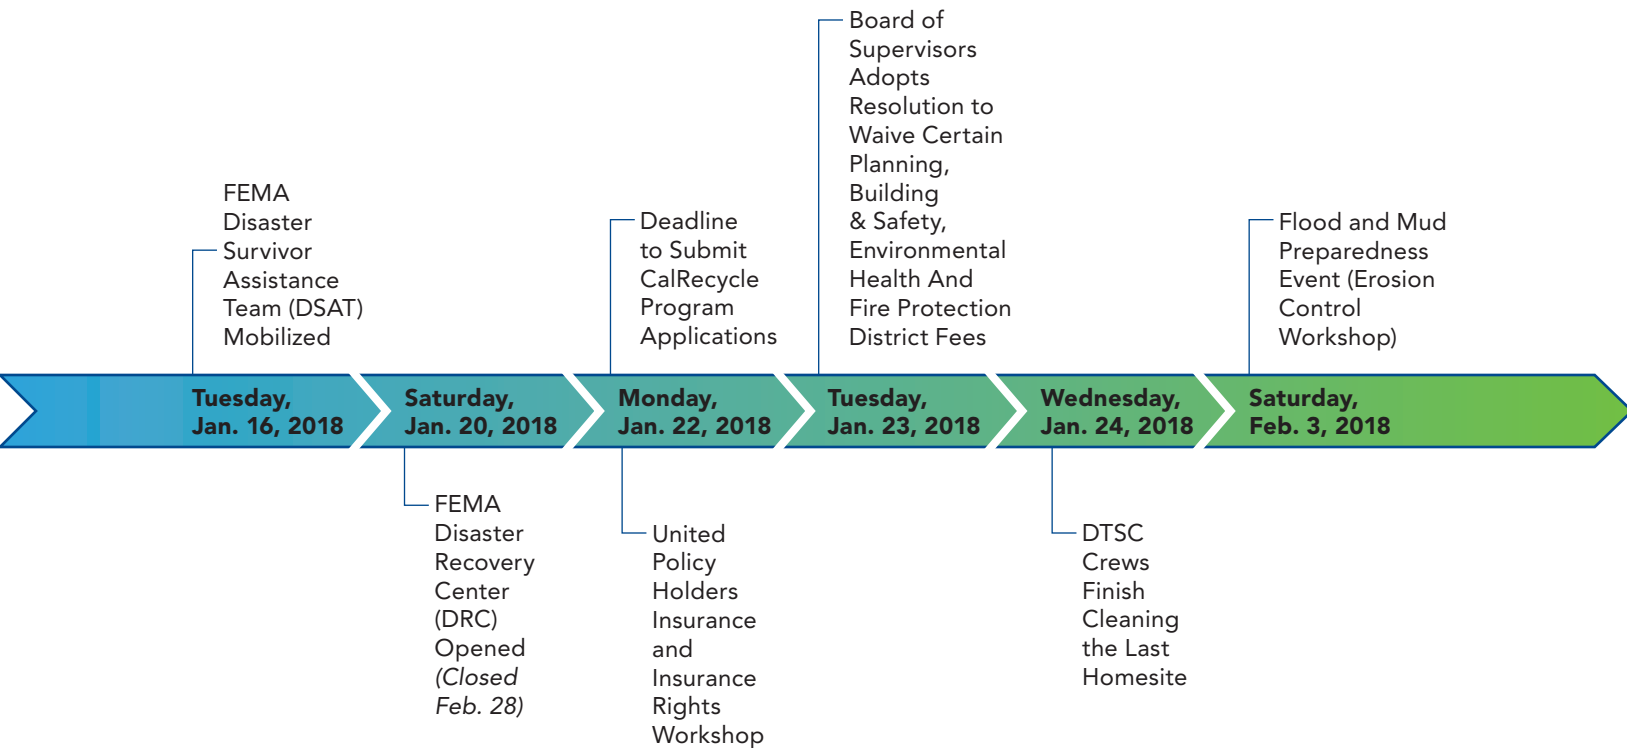 Board of
Supervisors
Adopts
Resolution to
Waive Certain
Planning,
Building
& Safety,
Environmental
Health And
Fire Protection
District Fees
FEMA
Disaster
Survivor
Assistance
Team (DSAT)
Mobilized
Deadline
to Submit
CalRecycle
Program
Applications
Flood and Mud
Preparedness
Event (Erosion
Control
Workshop)
Tuesday,
Jan. 16, 2018
Saturday,
Jan. 20, 2018
Monday,
Jan. 22, 2018
Tuesday,
Jan. 23, 2018
Wednesday,
Jan. 24, 2018
Saturday,
Feb. 3, 2018
FEMA
Disaster
Recovery
Center
(DRC)
Opened
(Closed
Feb. 28)
United
Policy
Holders
Insurance
and
Insurance
Rights
Workshop
DTSC
Crews
Finish
Cleaning
the Last
Homesite